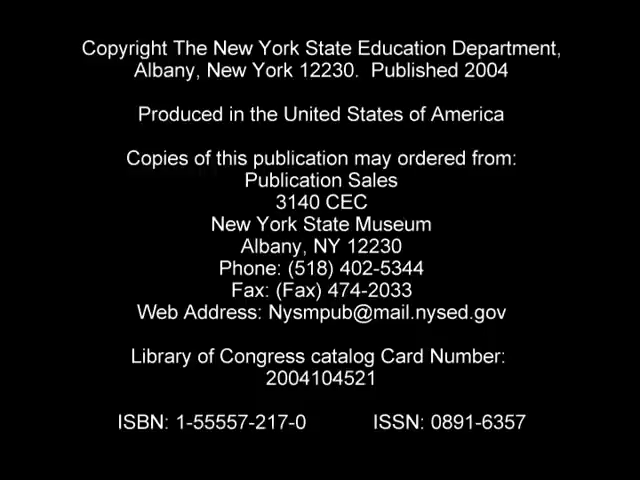 Copyright The New York State Education Department,
Albany, New York 12230.  Published 2004
Produced in the United States of America
Copies of this publication may ordered from:
Publication Sales
3140 CEC
New York State Museum
Albany, NY 12230
Phone: (518) 402-5344
Fax: (Fax) 474-2033
Web Address: Nysmpub@mail.nysed.gov
Library of Congress catalog Card Number:
2004104521
ISBN: 1-55557-217-0 ISSN: 0891-6357